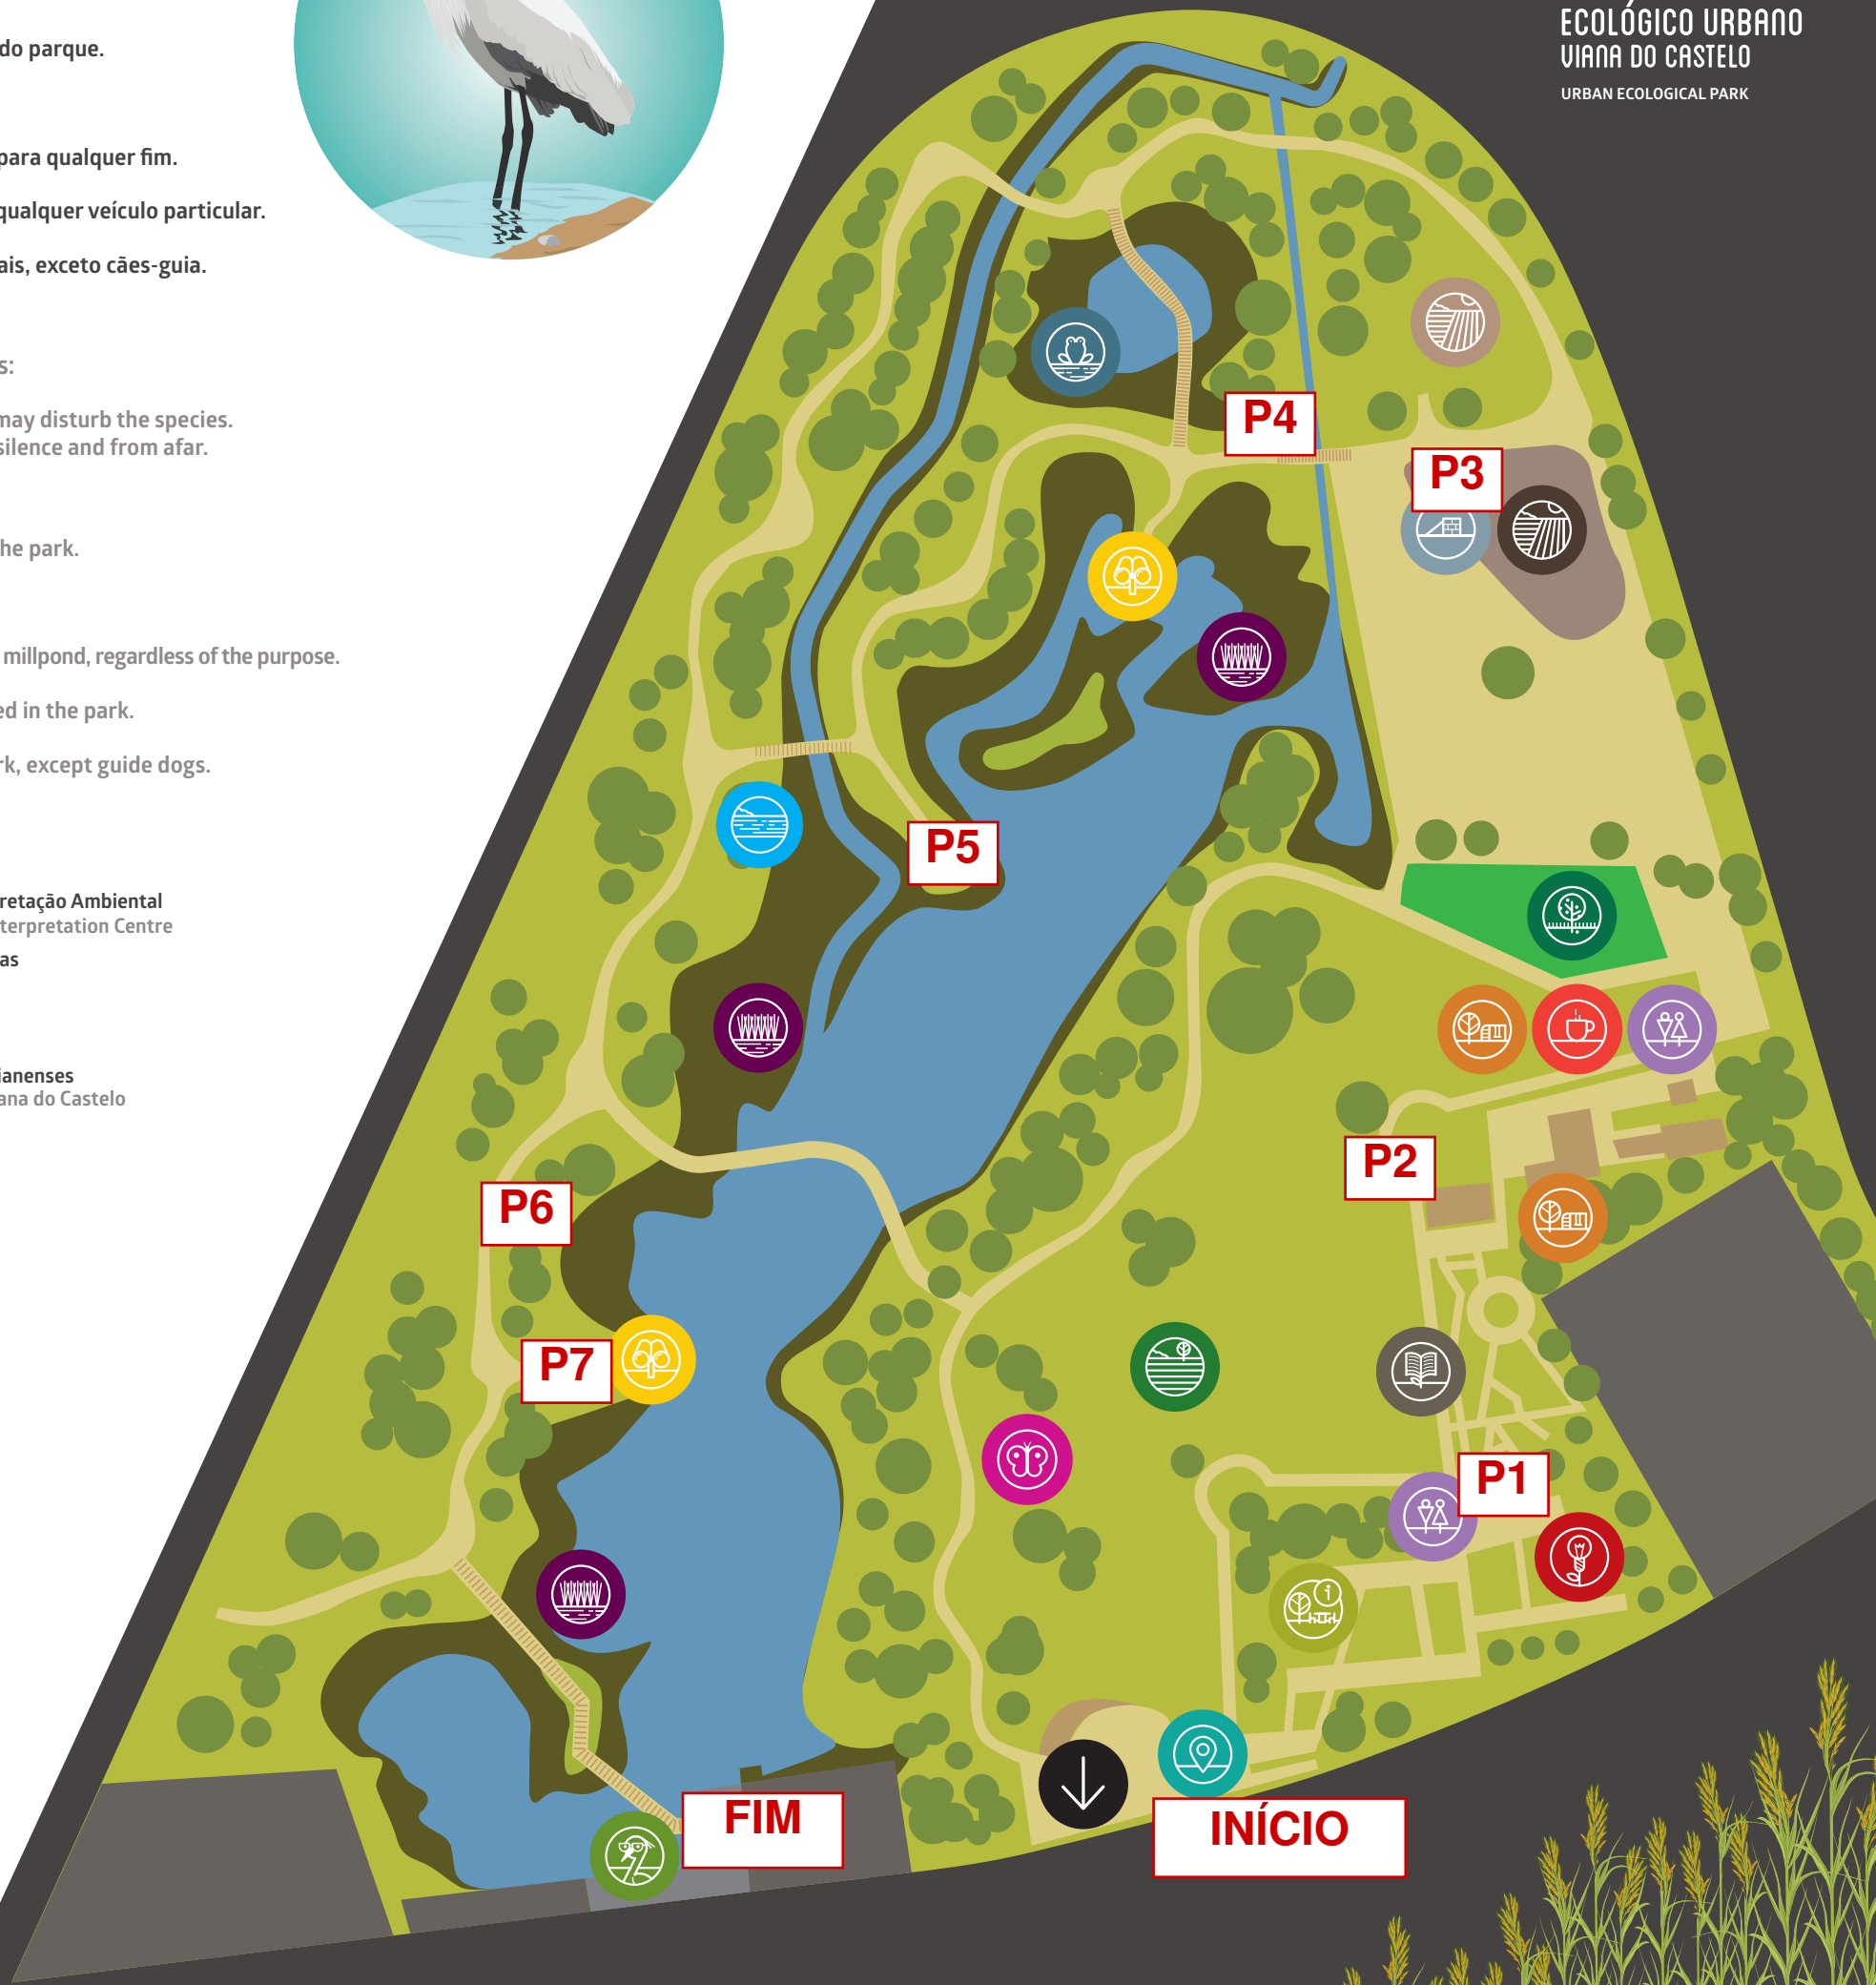 do parque.
para qualquer fim.
qualquer veículo particular.
ais, exceto cães-guia.
s:
may disturb the species.
silence and from afar.
he park.
millpond, regardless of the purpose.
ed in the park.
rk, except guide dogs.
retação Ambiental
terpretation Centre
as
ianenses
ana do Castelo
ECOLÓGICO URBANO
VIANA DO CASTELO
URBAN ECOLOGICAL PARK
P4
P3
P5
P2
P6
P7
P1
FIM
INÍCIO